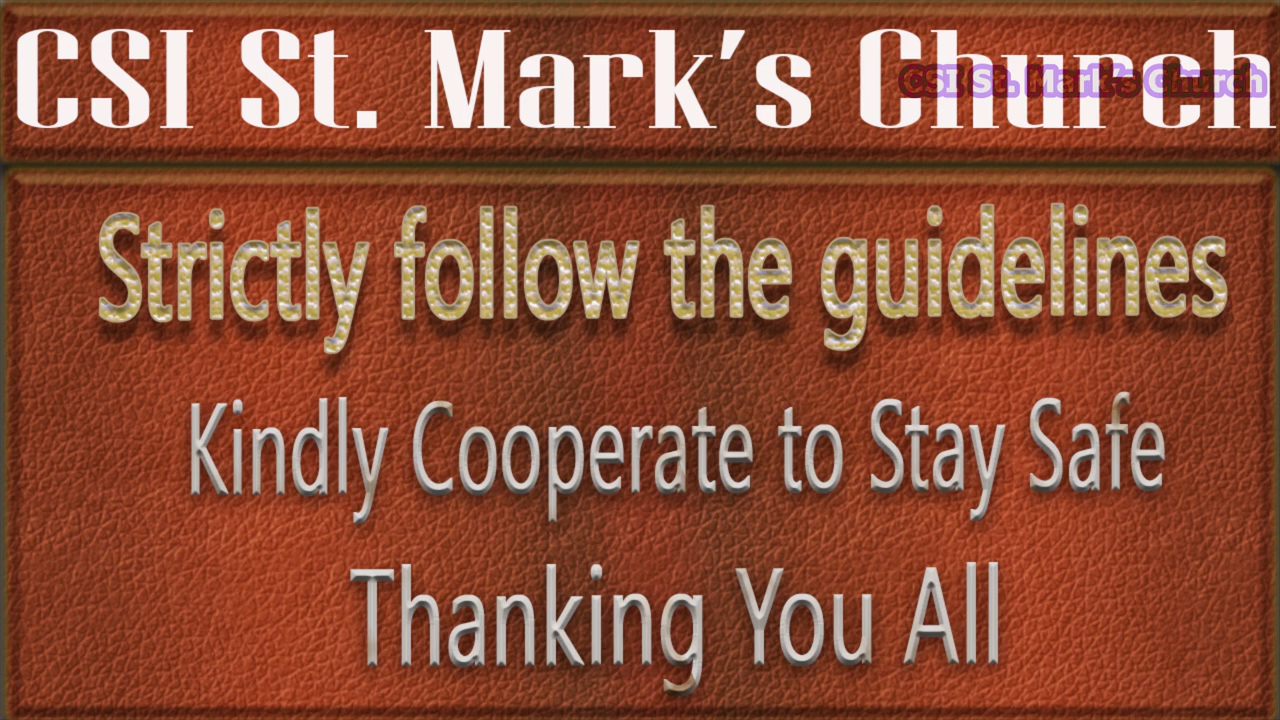 CSI St. Mark's Church
CSI St. Mark's Church
Strictly follow the guidelines
Kindly Cooperate to Stay Safe
Thanking You All